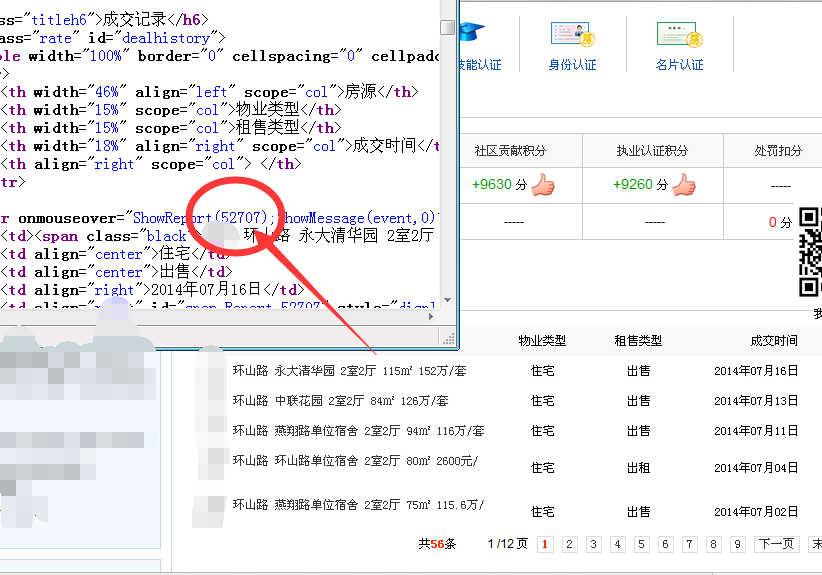 ss="titleh6">成交记录</h6>
ass="rate" id="dealhistory">
ole width="100%" border="0" cellspacing="0" cellpad
>
<th width="46%" align="left" scope="col">房源</th>
<th width="15%" scope="col">物业类型</th>
<th width="15%" scope="col">租售类型</th>
<th width="18%" align="right" scope="col">成交时间</t
<th align="right" scope="col"> </th>
tr>
r onmouseover="ShowReport(52707);ShowMessage(event,0)
<td><span class="black" 环山路 永大清华园 2室2厅
<td align="center">住宅</td>
<td align="center">出售</td>
<td align="right">2014年07月16日</td>
<td align="right" id="span_Report_52707" style="displ
技能认证 身份认证 名片认证
社区贡献积分 执业认证积分 处罚扣分
+9630 分 +9260 分 -----
----- ----- 0 分
我
物业类型 租售类型 成交时间
环山路 永大清华园 2室2厅 115㎡ 152万/套 住宅 出售 2014年07月16日
环山路 中联花园 2室2厅 84㎡ 126万/套 住宅 出售 2014年07月13日
环山路 燕翔路单位宿舍 2室2厅 94㎡ 116万/套 住宅 出售 2014年07月11日
环山路 环山路单位宿舍 2室2厅 80㎡ 2600元/ 住宅 出租 2014年07月04日
环山路 燕翔路单位宿舍 2室2厅 75㎡ 115.6万/ 住宅 出售 2014年07月02日
共56条 1/12 页 1 2 3 4 5 6 7 8 9 下一页 末